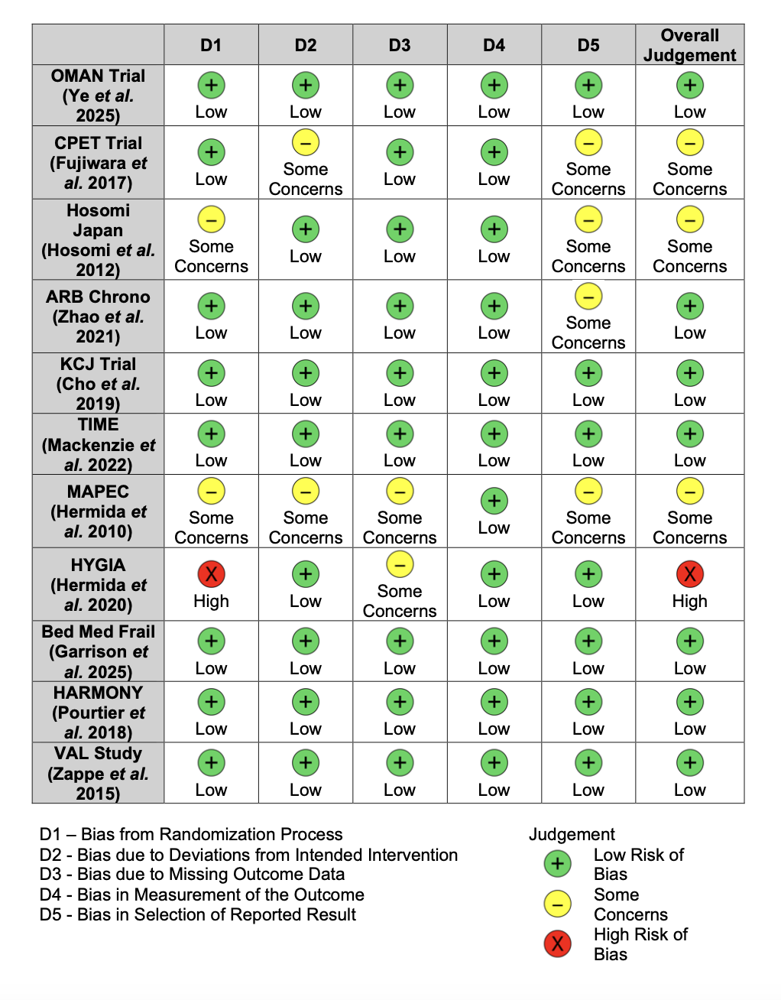 D1 D2 D3 D4 D5 Overall Judgement
OMAN Trial (Ye et al. 2025) + Low + Low + Low + Low + Low + Low
CPET Trial (Fujiwara et al. 2017) + Low – Some Concerns + Low + Low – Some Concerns – Some Concerns
Hosomi Japan (Hosomi et al. 2012) – Some Concerns + Low + Low + Low – Some Concerns – Some Concerns
ARB Chrono (Zhao et al. 2021) + Low + Low + Low + Low – Some Concerns + Low
KCJ Trial (Cho et al. 2019) + Low + Low + Low + Low + Low + Low
TIME (Mackenzie et al. 2022) + Low + Low + Low + Low + Low + Low
MAPEC (Hermida et al. 2010) – Some Concerns – Some Concerns – Some Concerns + Low – Some Concerns – Some Concerns
HYGIA (Hermida et al. 2020) X High + Low – Some Concerns + Low + Low X High
Bed Med Frail (Garrison et al. 2025) + Low + Low + Low + Low + Low + Low
HARMONY (Pourtier et al. 2018) + Low + Low + Low + Low + Low + Low
VAL Study (Zappe et al. 2015) + Low + Low + Low + Low + Low + Low
D1 – Bias from Randomization Process
D2 - Bias due to Deviations from Intended Intervention
D3 - Bias due to Missing Outcome Data
D4 - Bias in Measurement of the Outcome
D5 - Bias in Selection of Reported Result
Judgement
+ Low Risk of Bias
– Some Concerns
X High Risk of Bias